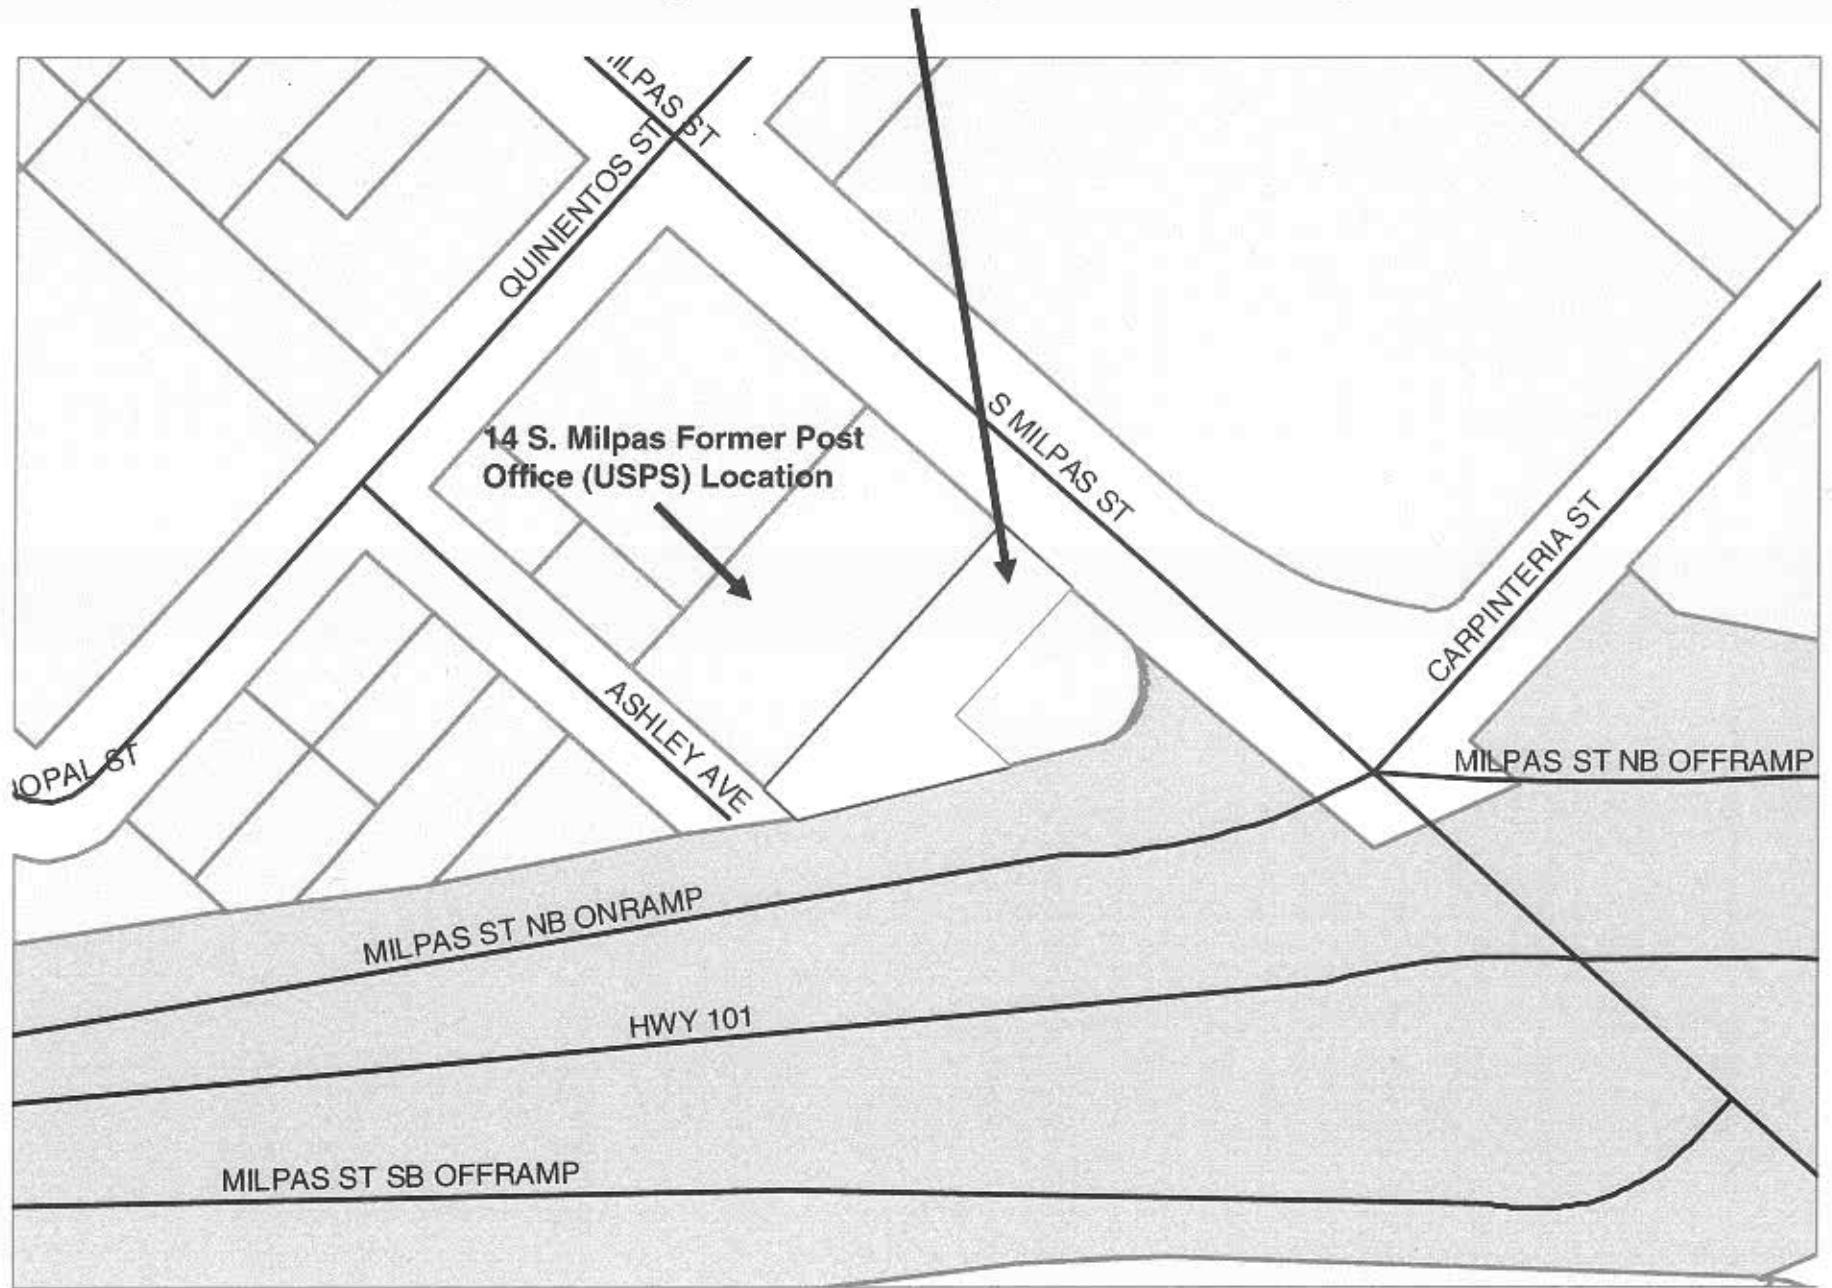 MILPAS ST
QUINIENTOS ST
S MILPAS ST
14 S. Milpas Former Post
Office (USPS) Location
CARPINTERIA ST
ASHLEY AVE
NOPAL ST
MILPAS ST NB OFFRAMP
MILPAS ST NB ONRAMP
HWY 101
MILPAS ST SB OFFRAMP